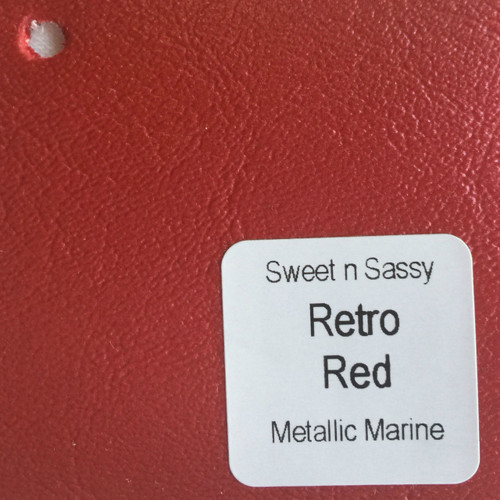 Sweet n Sassy
Retro
Red
Metallic Marine